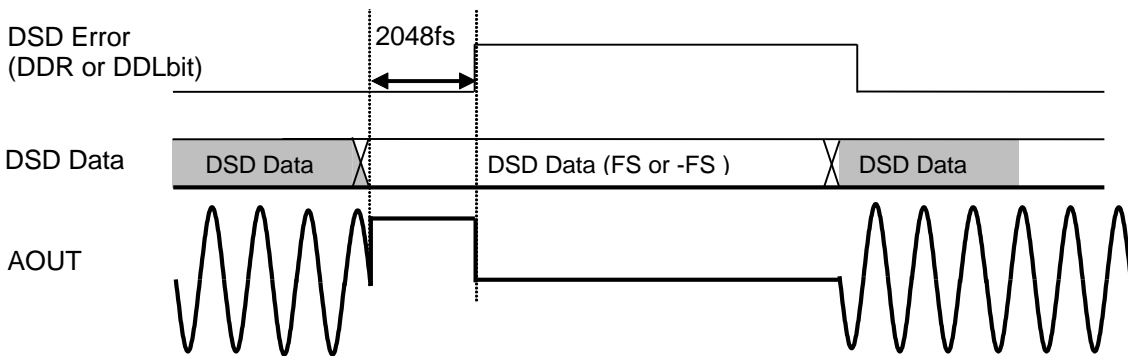 DSD Error
(DDR or DDLbit)
2048fs
DSD Data
DSD Data
DSD Data (FS or -FS )
DSD Data
AOUT